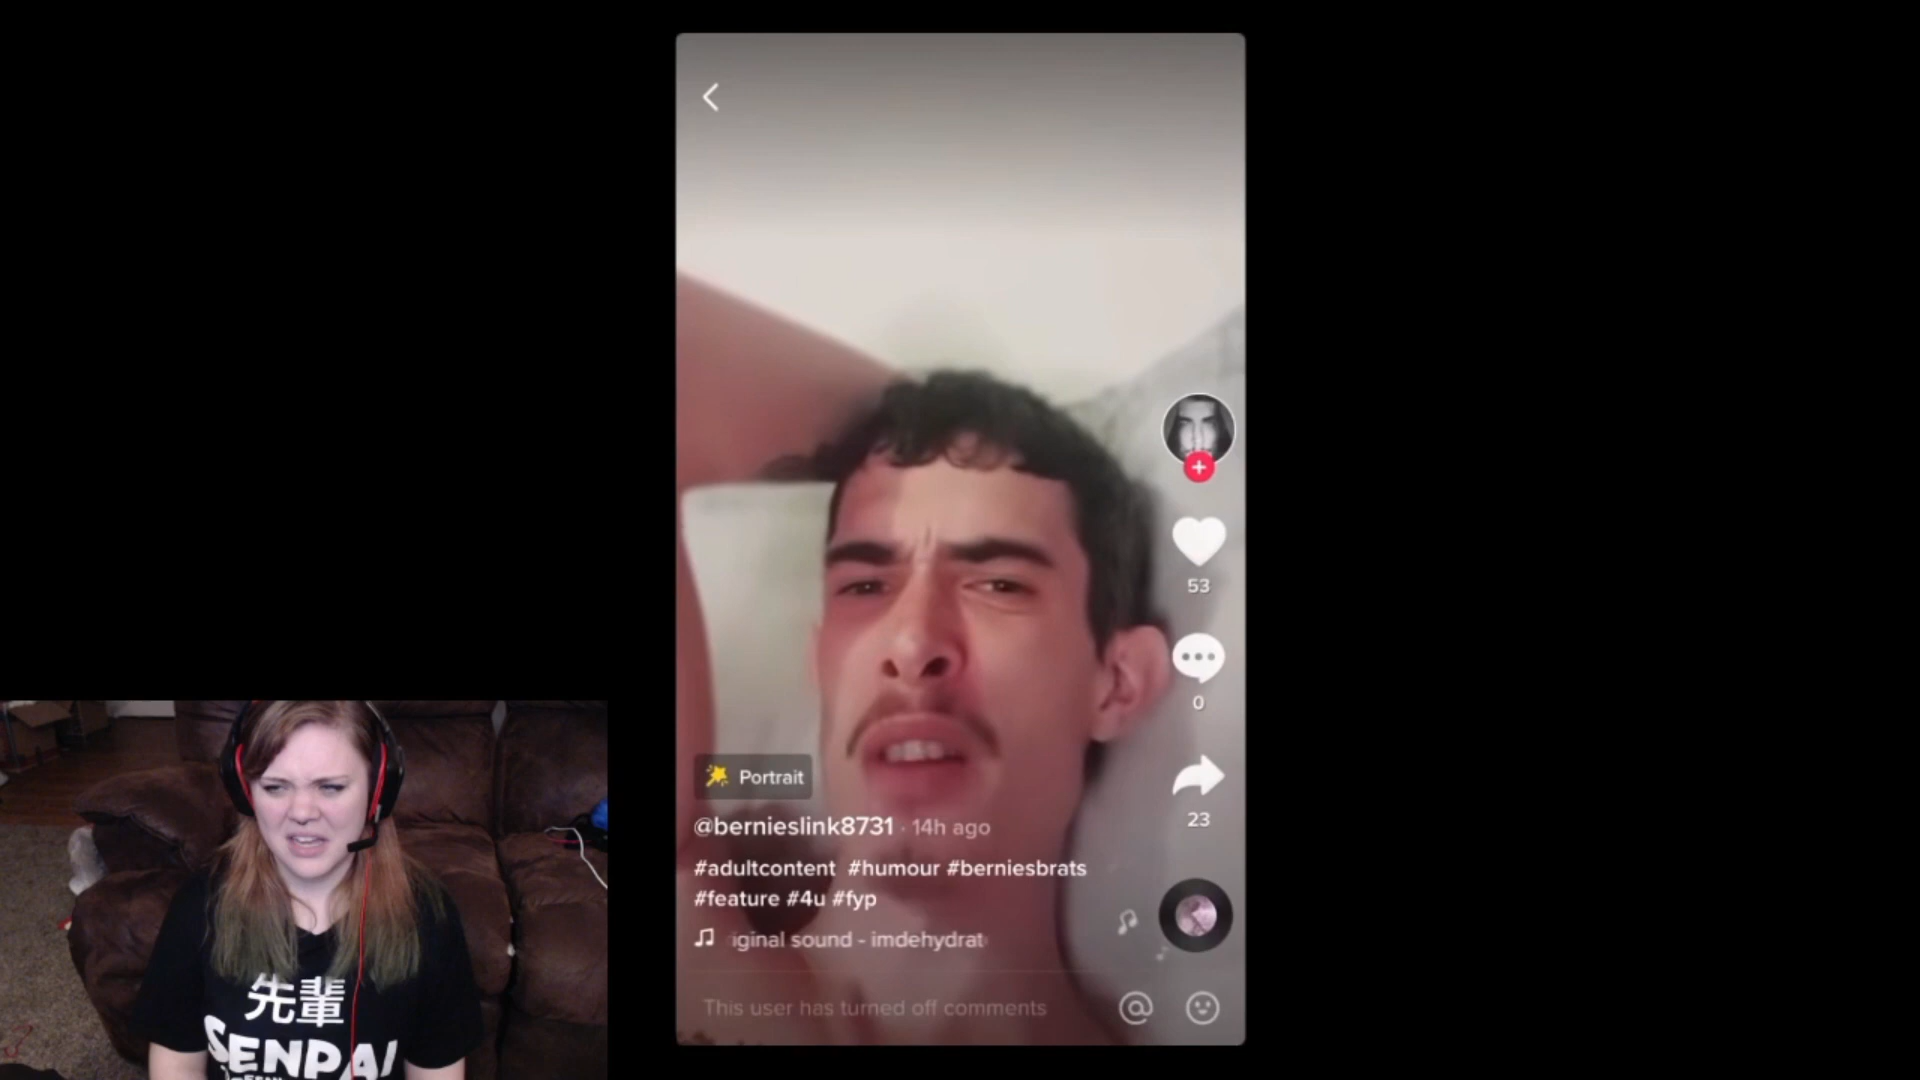 53
0
23
Portrait
@bernieslink8731 · 14h ago
#adultcontent #humour #berniesbrats
#feature #4u #fyp
iginal sound - imdehydrat
This user has turned off comments
先輩
SENPAI